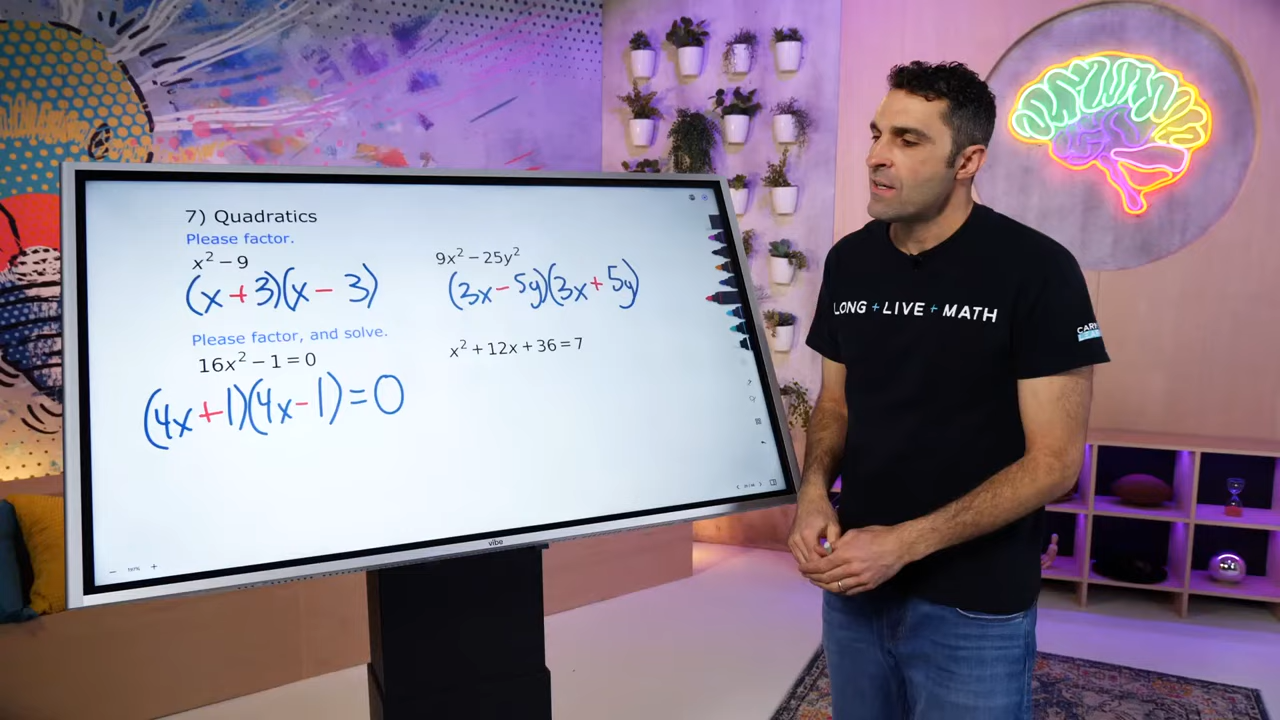 7) Quadratics
Please factor.
x² − 9
(x + 3)(x − 3)
9x² − 25y²
(3x − 5y)(3x + 5y)
Please factor, and solve.
16x² − 1 = 0
(4x + 1)(4x − 1) = 0
x² + 12x + 36 = 7
vibe
LONG + LIVE + MATH